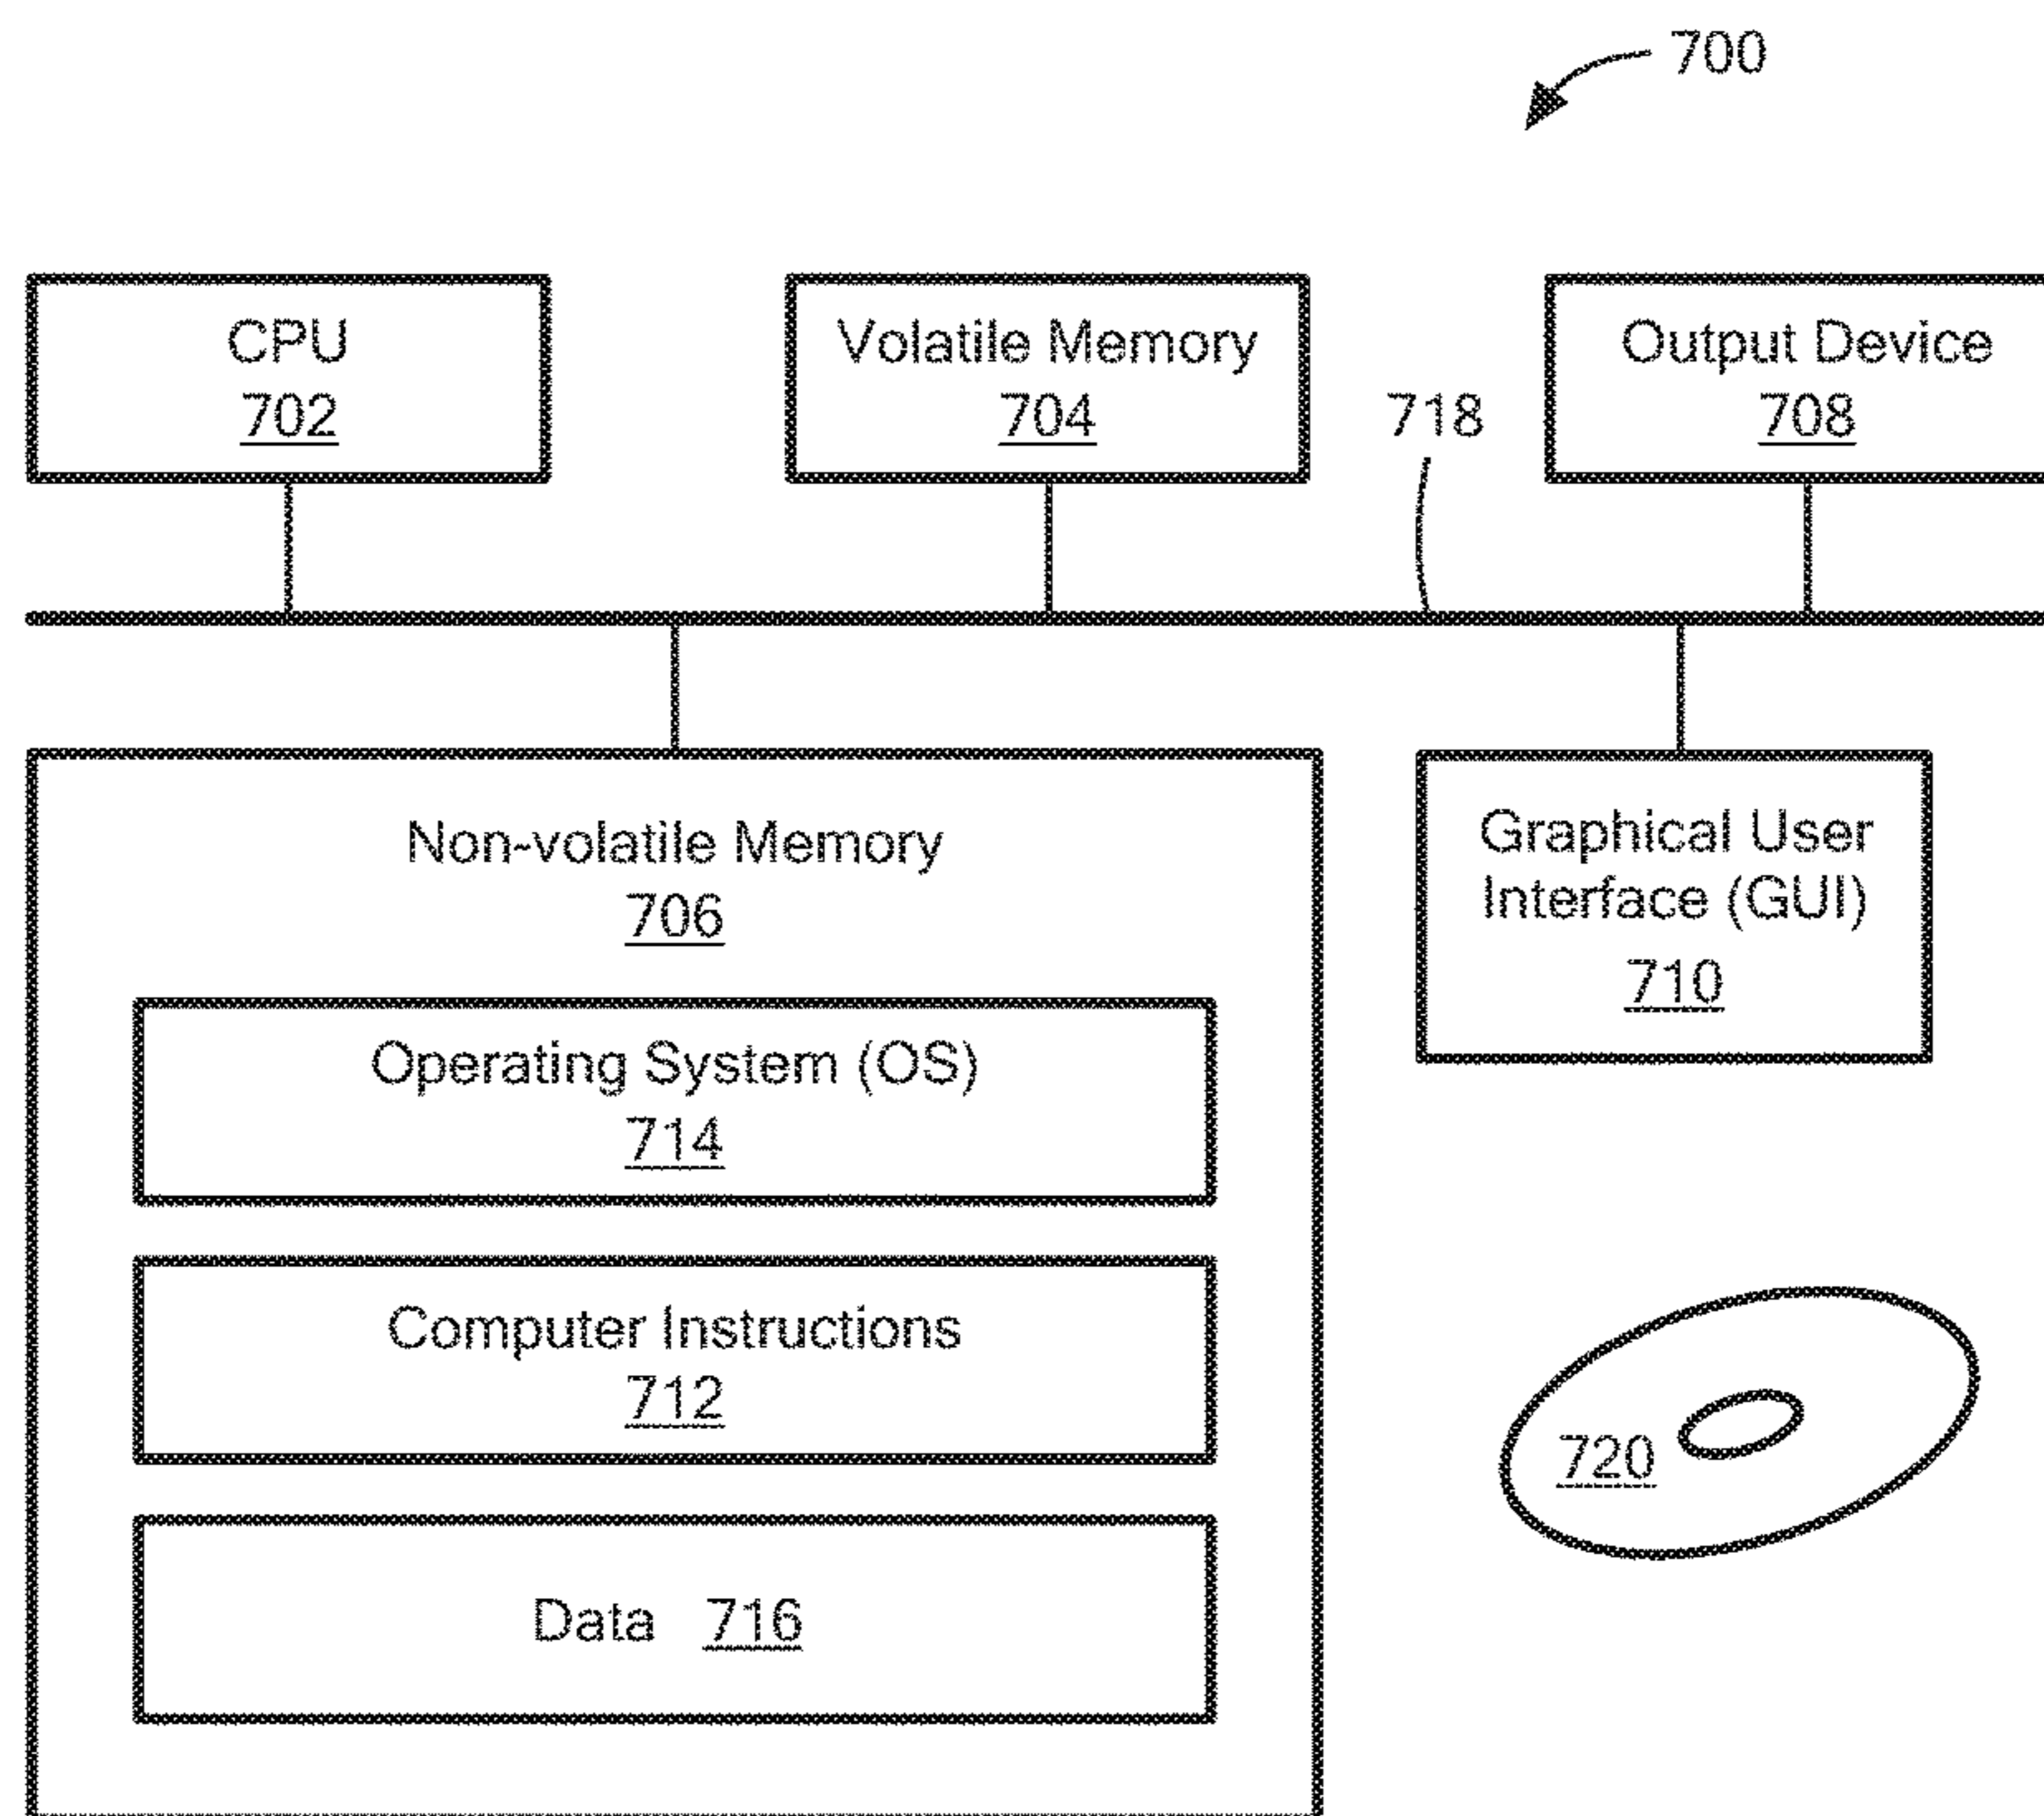 700
CPU
702
Volatile Memory
704
Output Device
708
718
Non-volatile Memory
706
Operating System (OS)
714
Computer Instructions
712
Data 716
Graphical User
Interface (GUI)
710
720